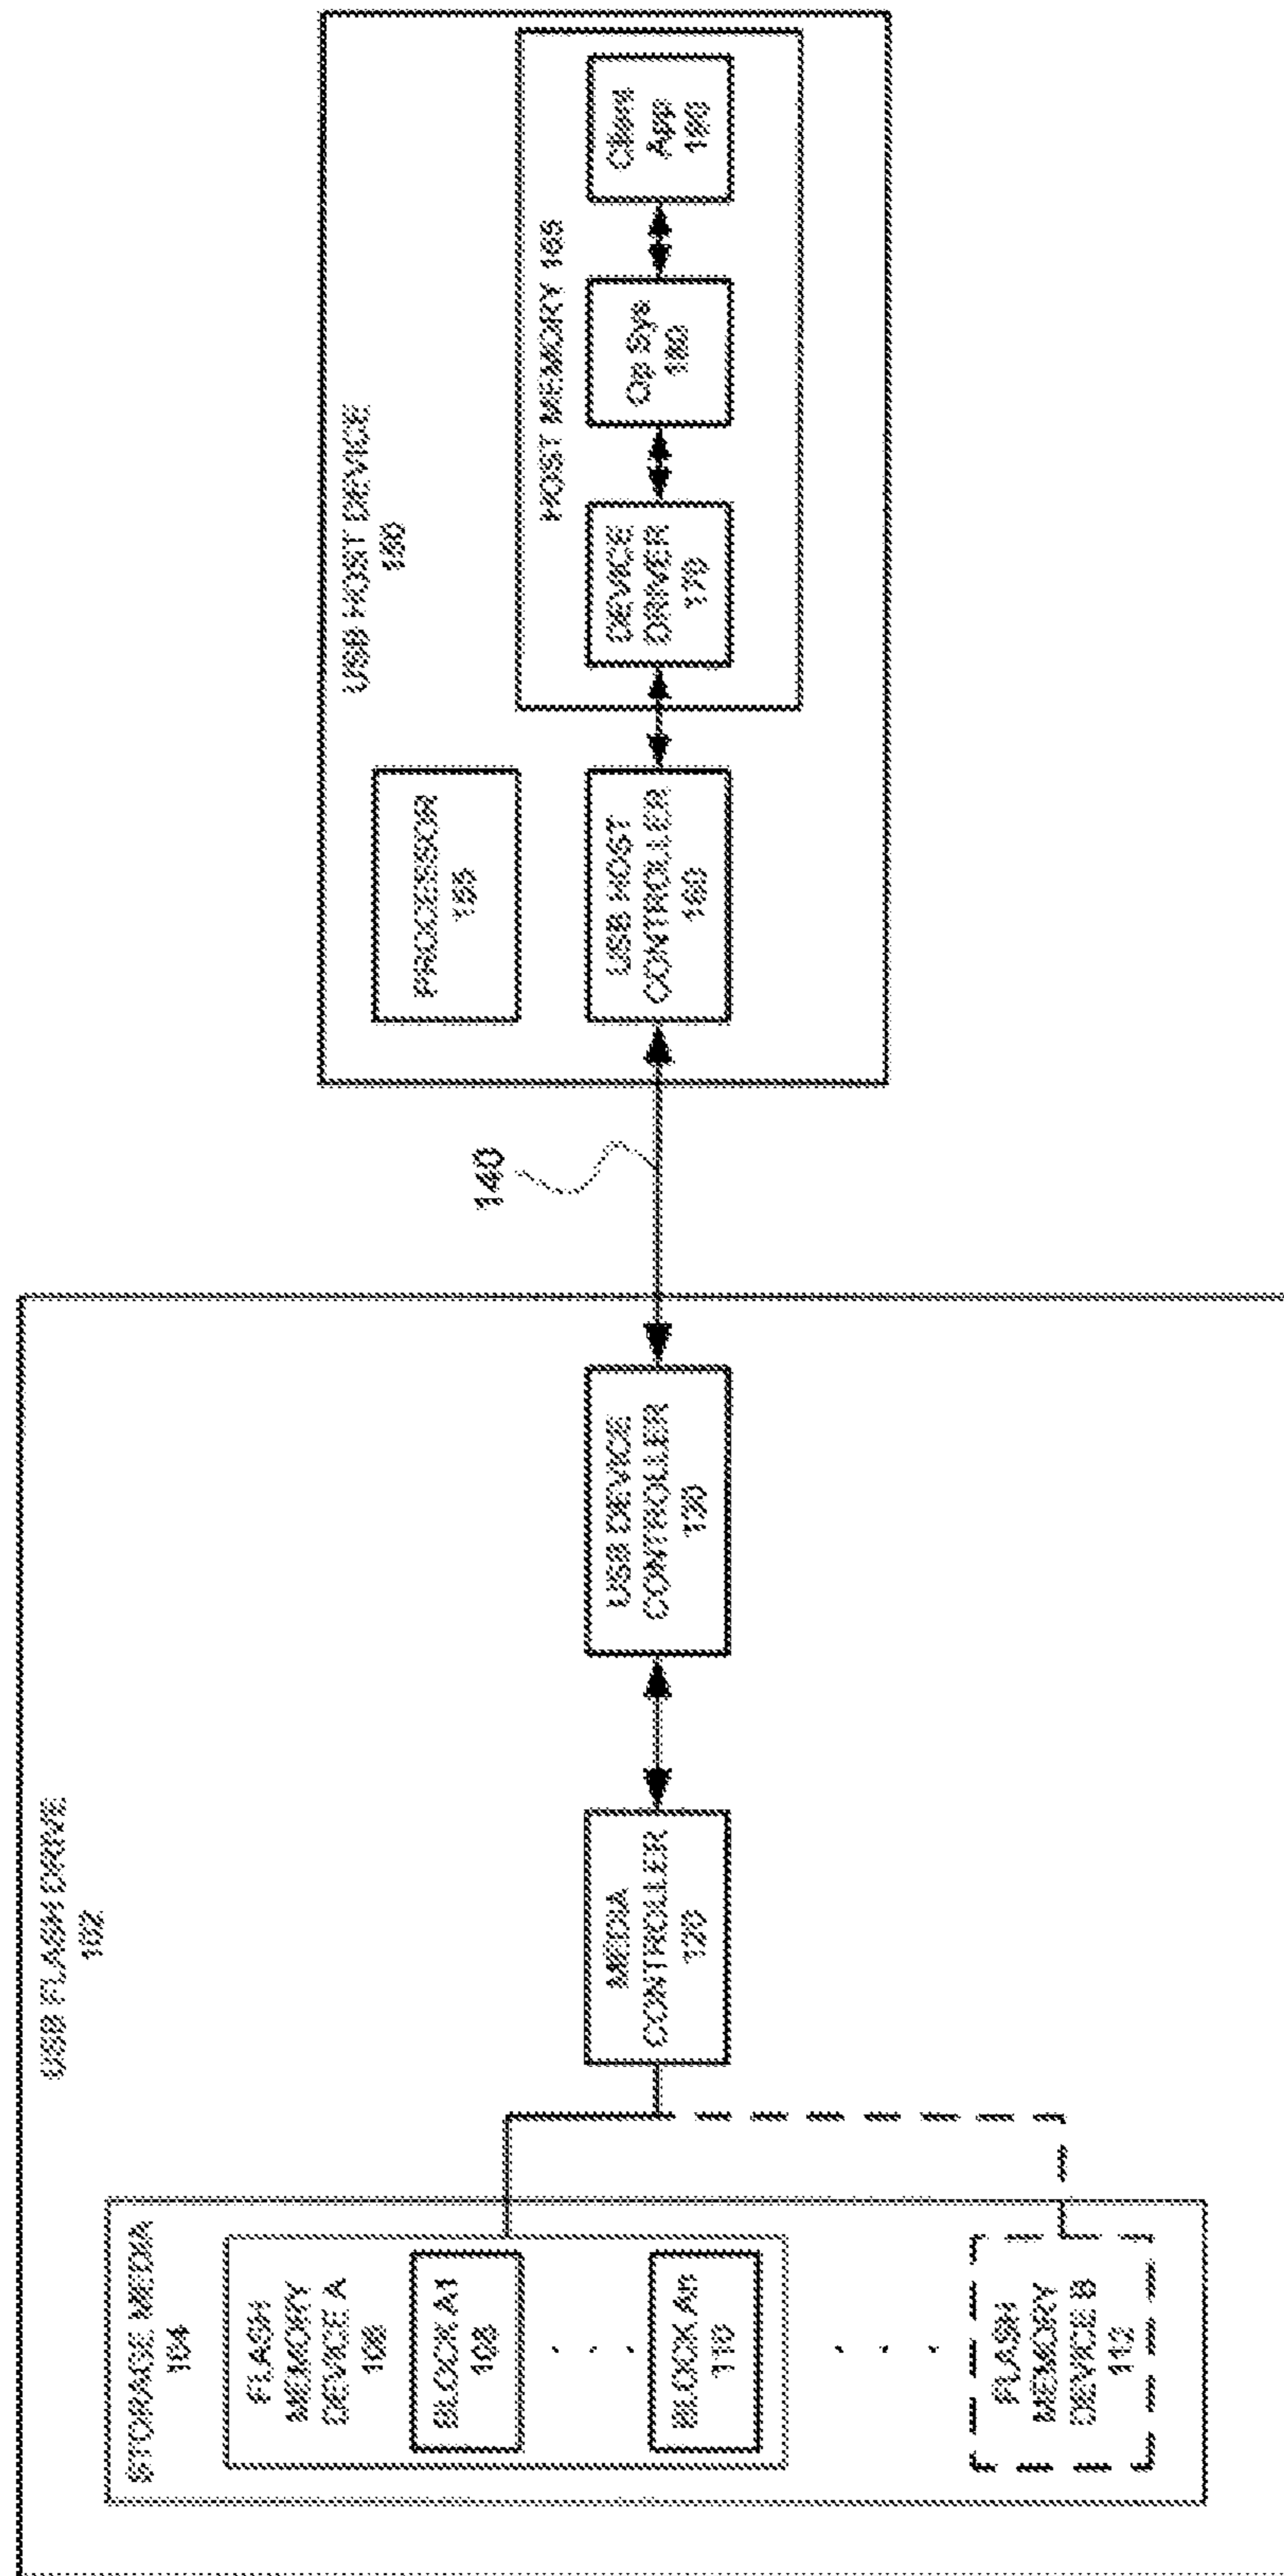 USB FLASH DRIVE
102
STORAGE MEDIA
104
FLASH
MEMORY
DEVICE A
106
BLOCK A1
108
BLOCK An
110
FLASH
MEMORY
DEVICE B
112
MEDIA
CONTROLLER
120
USB DEVICE
CONTROLLER
130
140
USB HOST DEVICE
150
PROCESSOR
155
USB HOST
CONTROLLER
160
HOST MEMORY 165
DEVICE
DRIVER
170
Op Sys
180
Client
App
190